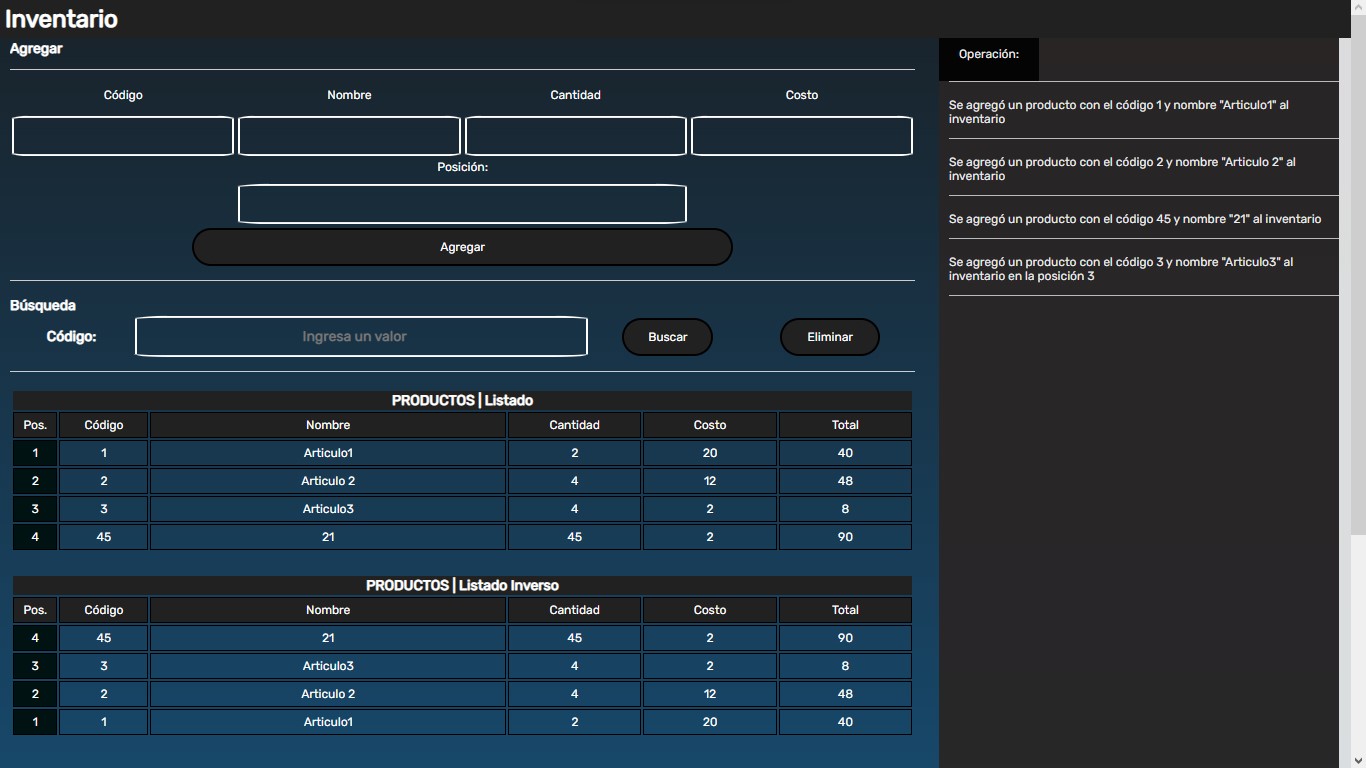 Inventario
Agregar
Código Nombre Cantidad Costo
Posición:
Agregar
Búsqueda
Código: Ingresa un valor Buscar Eliminar
PRODUCTOS | Listado
Pos. Código Nombre Cantidad Costo Total
1 1 Articulo1 2 20 40
2 2 Articulo 2 4 12 48
3 3 Articulo3 4 2 8
4 45 21 45 2 90
PRODUCTOS | Listado Inverso
Pos. Código Nombre Cantidad Costo Total
4 45 21 45 2 90
3 3 Articulo3 4 2 8
2 2 Articulo 2 4 12 48
1 1 Articulo1 2 20 40
Operación:
Se agregó un producto con el código 1 y nombre "Articulo1" al
inventario
Se agregó un producto con el código 2 y nombre "Articulo 2" al
inventario
Se agregó un producto con el código 45 y nombre "21" al inventario
Se agregó un producto con el código 3 y nombre "Articulo3" al
inventario en la posición 3